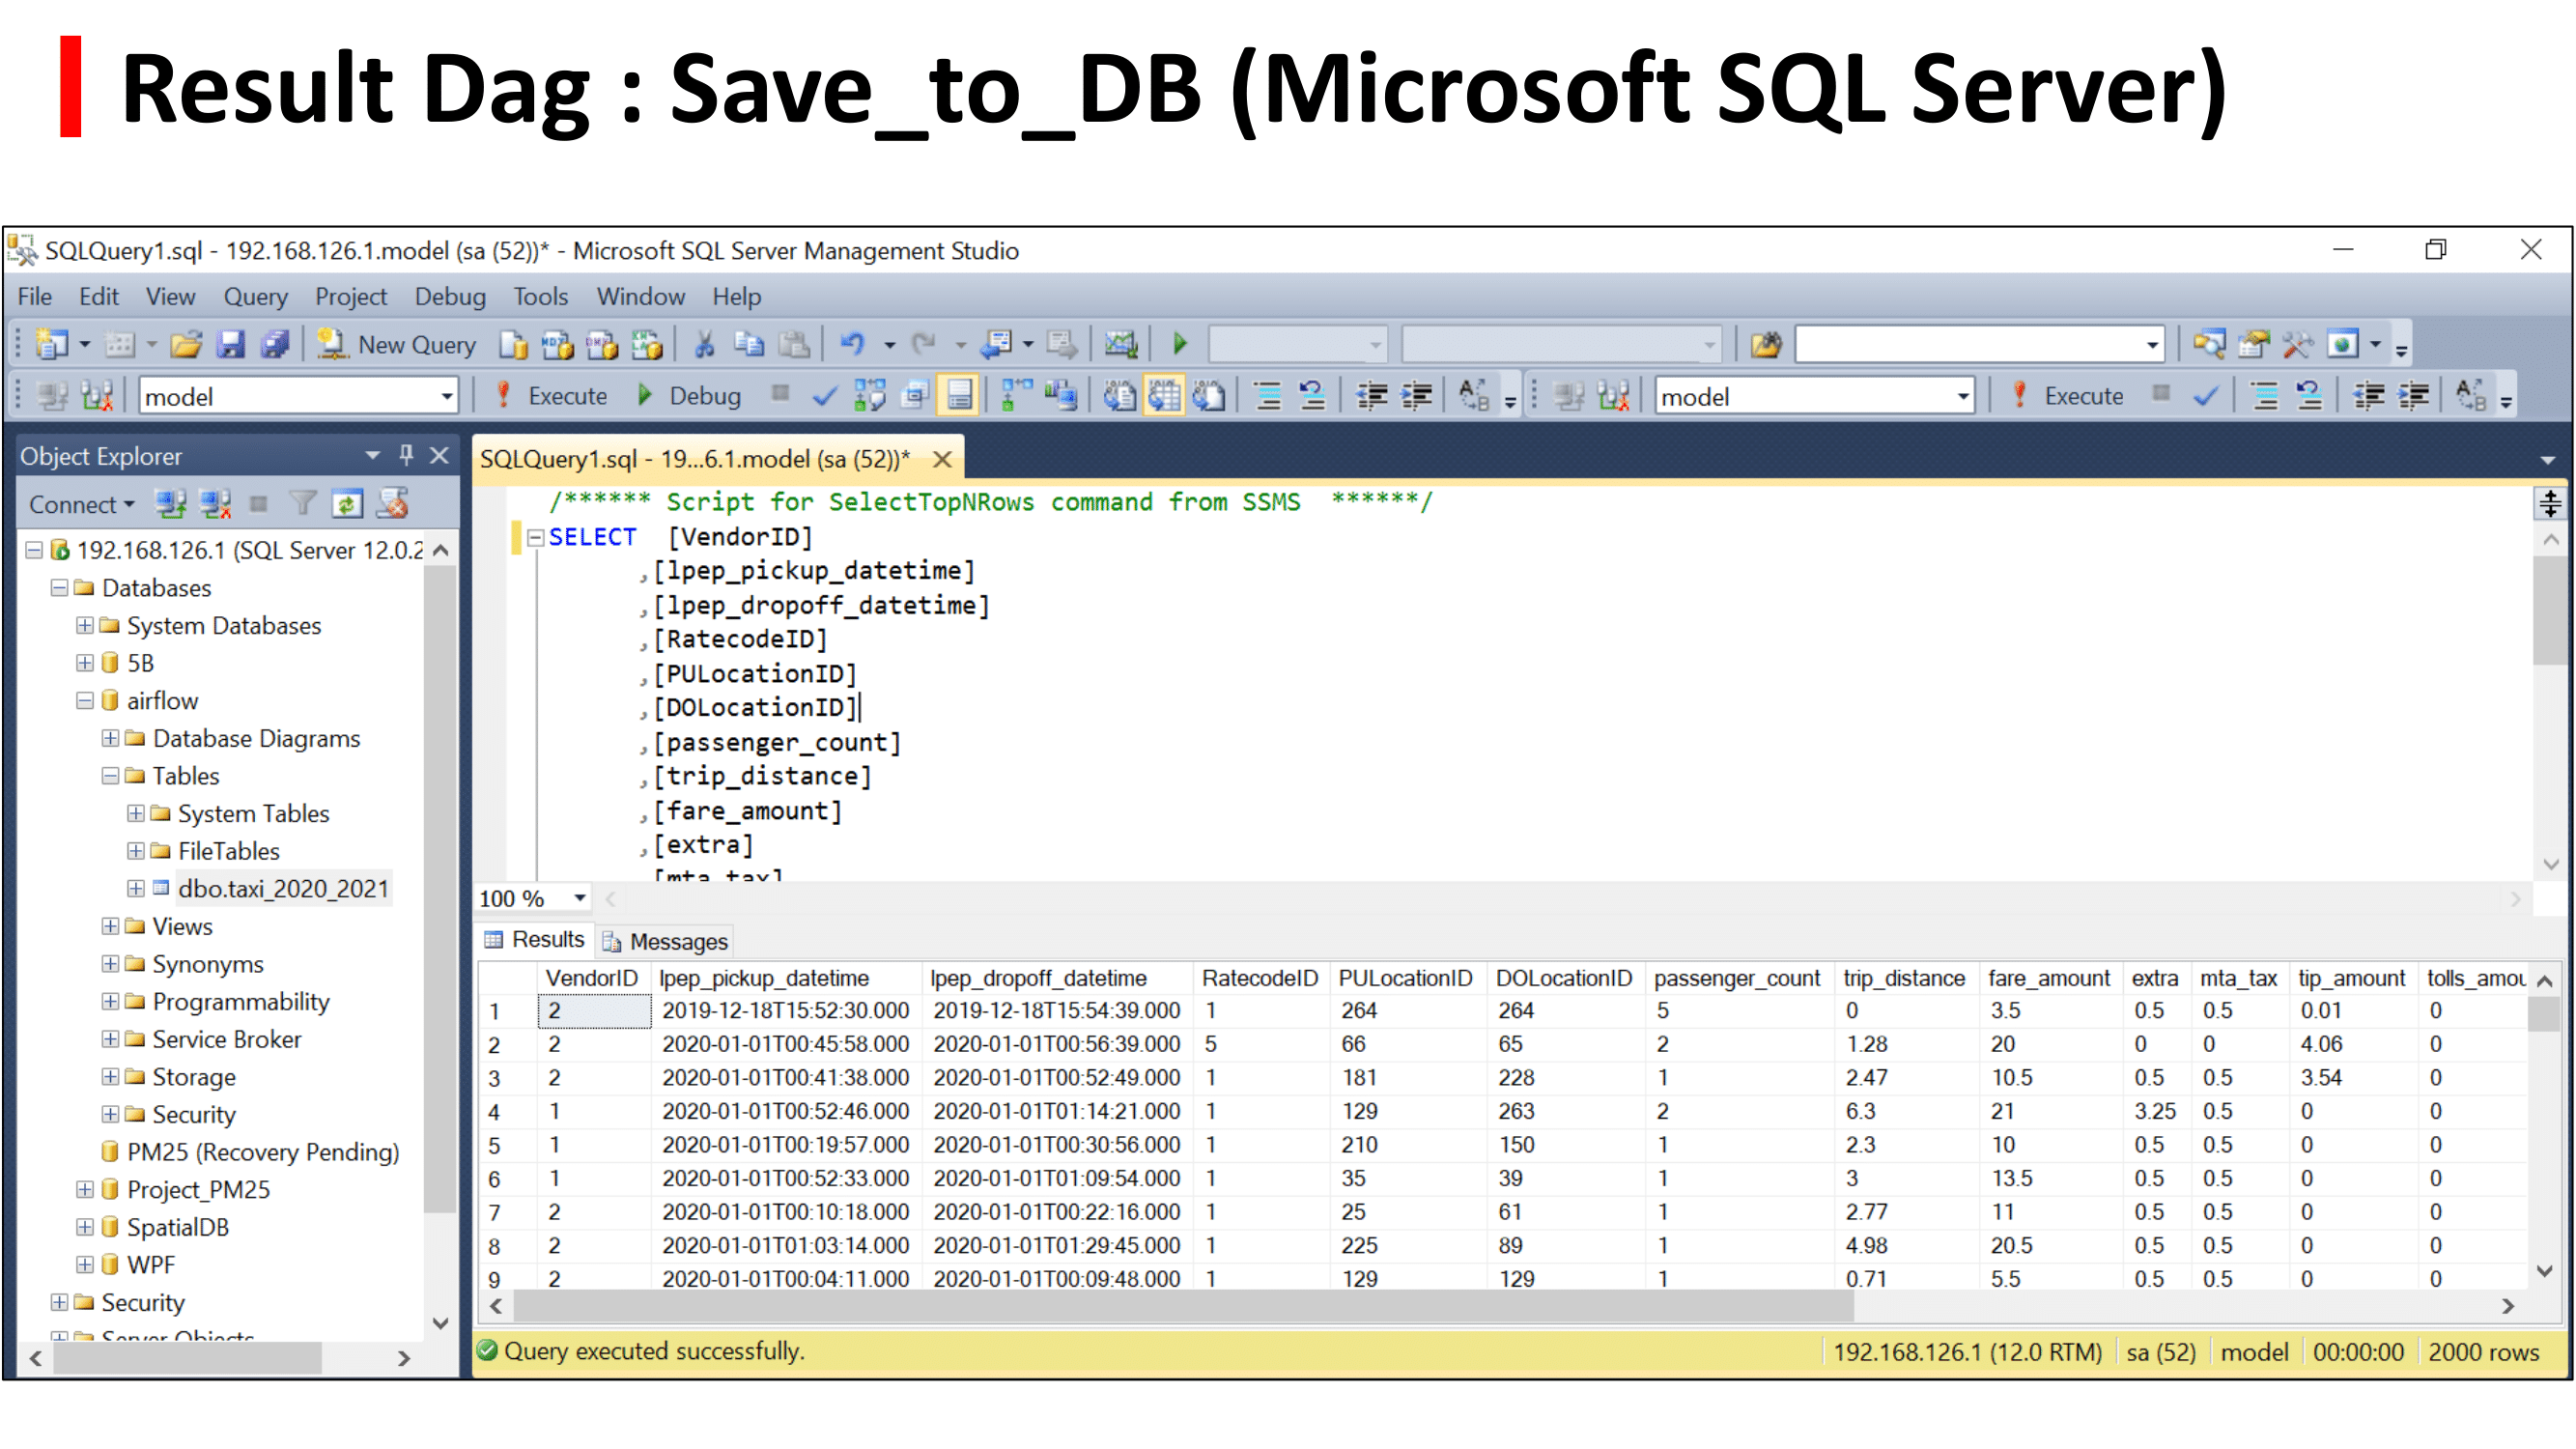 Result Dag : Save_to_DB (Microsoft SQL Server)
SQLQuery1.sql - 192.168.126.1.model (sa (52))* - Microsoft SQL Server Management Studio
File Edit View Query Project Debug Tools Window Help
New Query
model Execute Debug model Execute
Object Explorer
Connect
192.168.126.1 (SQL Server 12.0.2
Databases
System Databases
5B
airflow
Database Diagrams
Tables
System Tables
FileTables
dbo.taxi_2020_2021
Views
Synonyms
Programmability
Service Broker
Storage
Security
PM25 (Recovery Pending)
Project_PM25
SpatialDB
WPF
Security
Server Objects
SQLQuery1.sql - 19...6.1.model (sa (52))*
/****** Script for SelectTopNRows command from SSMS ******/
SELECT [VendorID]
,[lpep_pickup_datetime]
,[lpep_dropoff_datetime]
,[RatecodeID]
,[PULocationID]
,[DOLocationID]
,[passenger_count]
,[trip_distance]
,[fare_amount]
,[extra]
,[mta_tax]
100 %
Results Messages
VendorID lpep_pickup_datetime lpep_dropoff_datetime RatecodeID PULocationID DOLocationID passenger_count trip_distance fare_amount extra mta_tax tip_amount tolls_amou
1 2 2019-12-18T15:52:30.000 2019-12-18T15:54:39.000 1 264 264 5 0 3.5 0.5 0.5 0.01 0
2 2 2020-01-01T00:45:58.000 2020-01-01T00:56:39.000 5 66 65 2 1.28 20 0 0 4.06 0
3 2 2020-01-01T00:41:38.000 2020-01-01T00:52:49.000 1 181 228 1 2.47 10.5 0.5 0.5 3.54 0
4 1 2020-01-01T00:52:46.000 2020-01-01T01:14:21.000 1 129 263 2 6.3 21 3.25 0.5 0 0
5 1 2020-01-01T00:19:57.000 2020-01-01T00:30:56.000 1 210 150 1 2.3 10 0.5 0.5 0 0
6 1 2020-01-01T00:52:33.000 2020-01-01T01:09:54.000 1 35 39 1 3 13.5 0.5 0.5 0 0
7 2 2020-01-01T00:10:18.000 2020-01-01T00:22:16.000 1 25 61 1 2.77 11 0.5 0.5 0 0
8 2 2020-01-01T01:03:14.000 2020-01-01T01:29:45.000 1 225 89 1 4.98 20.5 0.5 0.5 0 0
9 2 2020-01-01T00:04:11.000 2020-01-01T00:09:48.000 1 129 129 1 0.71 5.5 0.5 0.5 0 0
Query executed successfully. 192.168.126.1 (12.0 RTM) sa (52) model 00:00:00 2000 rows